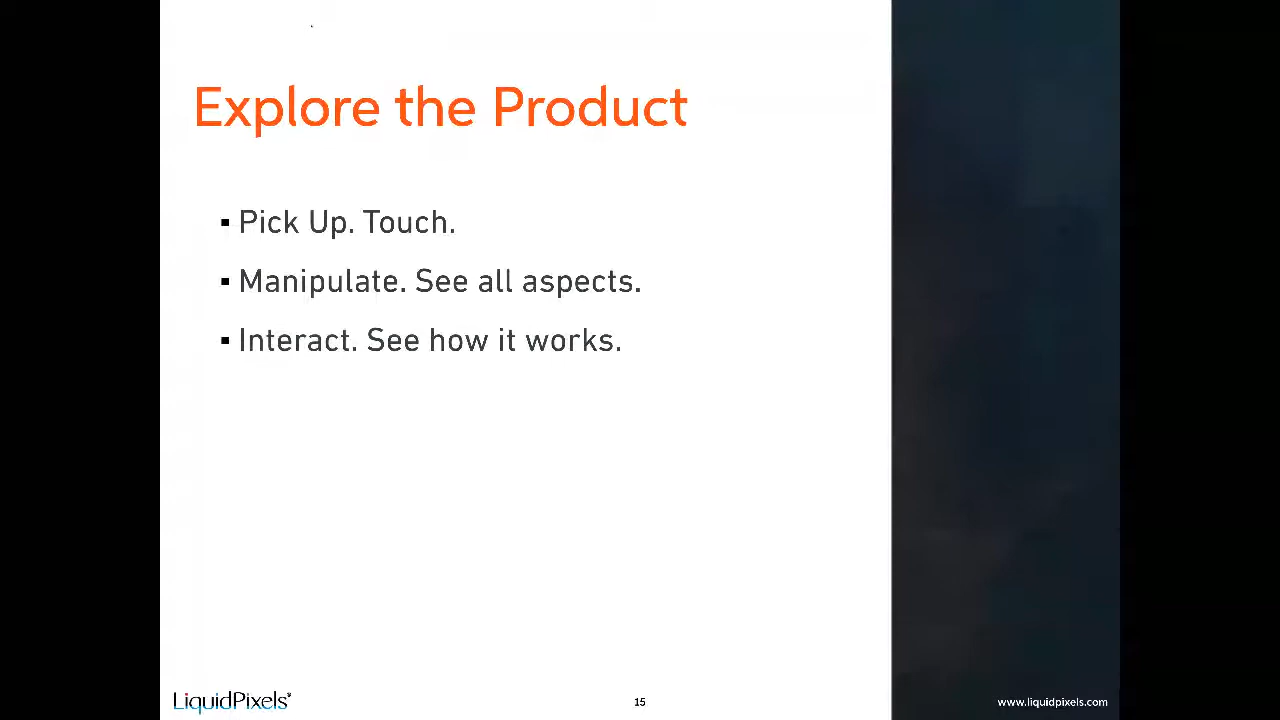 Explore the Product
▪ Pick Up. Touch.
▪ Manipulate. See all aspects.
▪ Interact. See how it works.
LiquidPixels®
15
www.liquidpixels.com